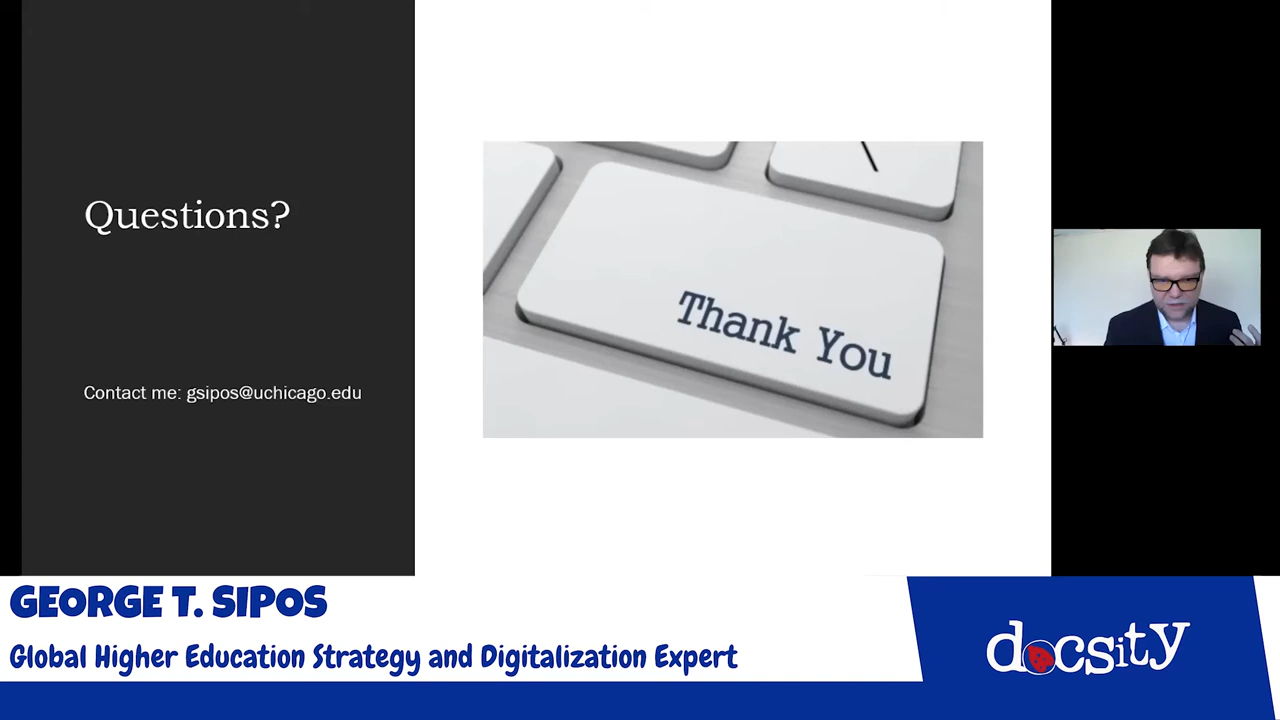 Questions?
Contact me: gsipos@uchicago.edu
Thank You
GEORGE T. SIPOS
Global Higher Education Strategy and Digitalization Expert
docsity